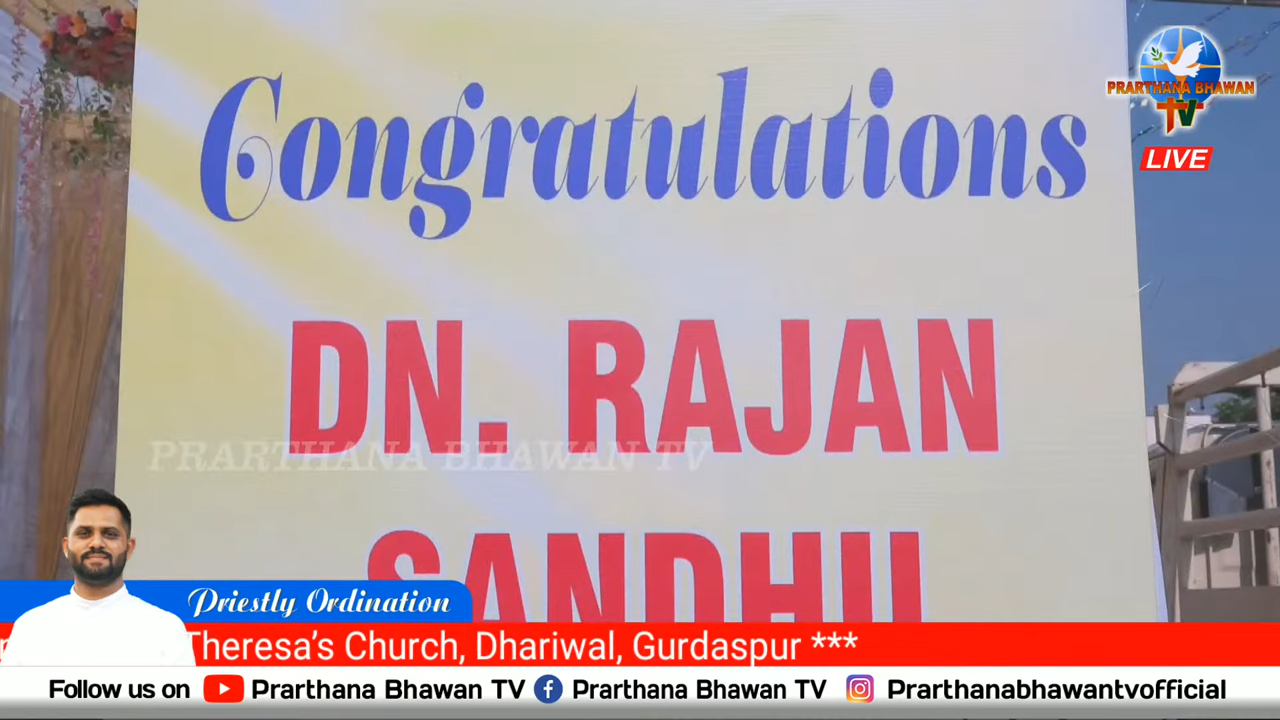 Congratulations
PRARTHANA BHAWAN
TV
LIVE
DN. RAJAN
PRARTHANA BHAWAN TV
SANDHU
Priestly Ordination
Theresa's Church, Dhariwal, Gurdaspur ***
Follow us on Prarthana Bhawan TV Prarthana Bhawan TV Prarthanabhawantvofficial